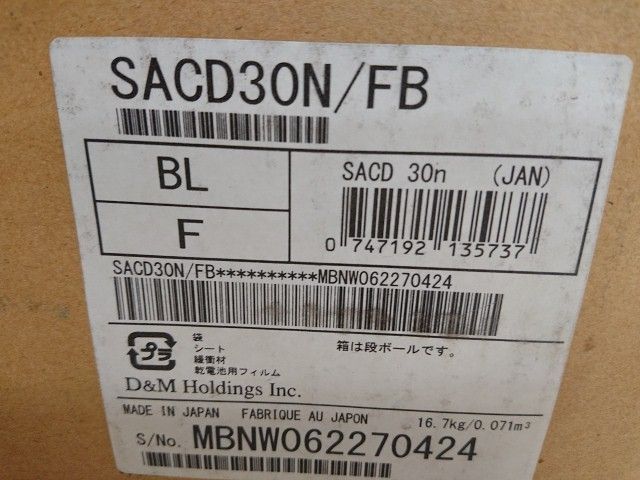 SACD30N/FB
BL
SACD 30n (JAN)
F
0 747192 135737
SACD30N/FB**********MBNW062270424
プラ
袋
シート
緩衝材
乾電池用フィルム
箱は段ボールです。
D&M Holdings Inc.
MADE IN JAPAN FABRIQUE AU JAPON
16.7kg/0.071m³
S/No. MBNW062270424